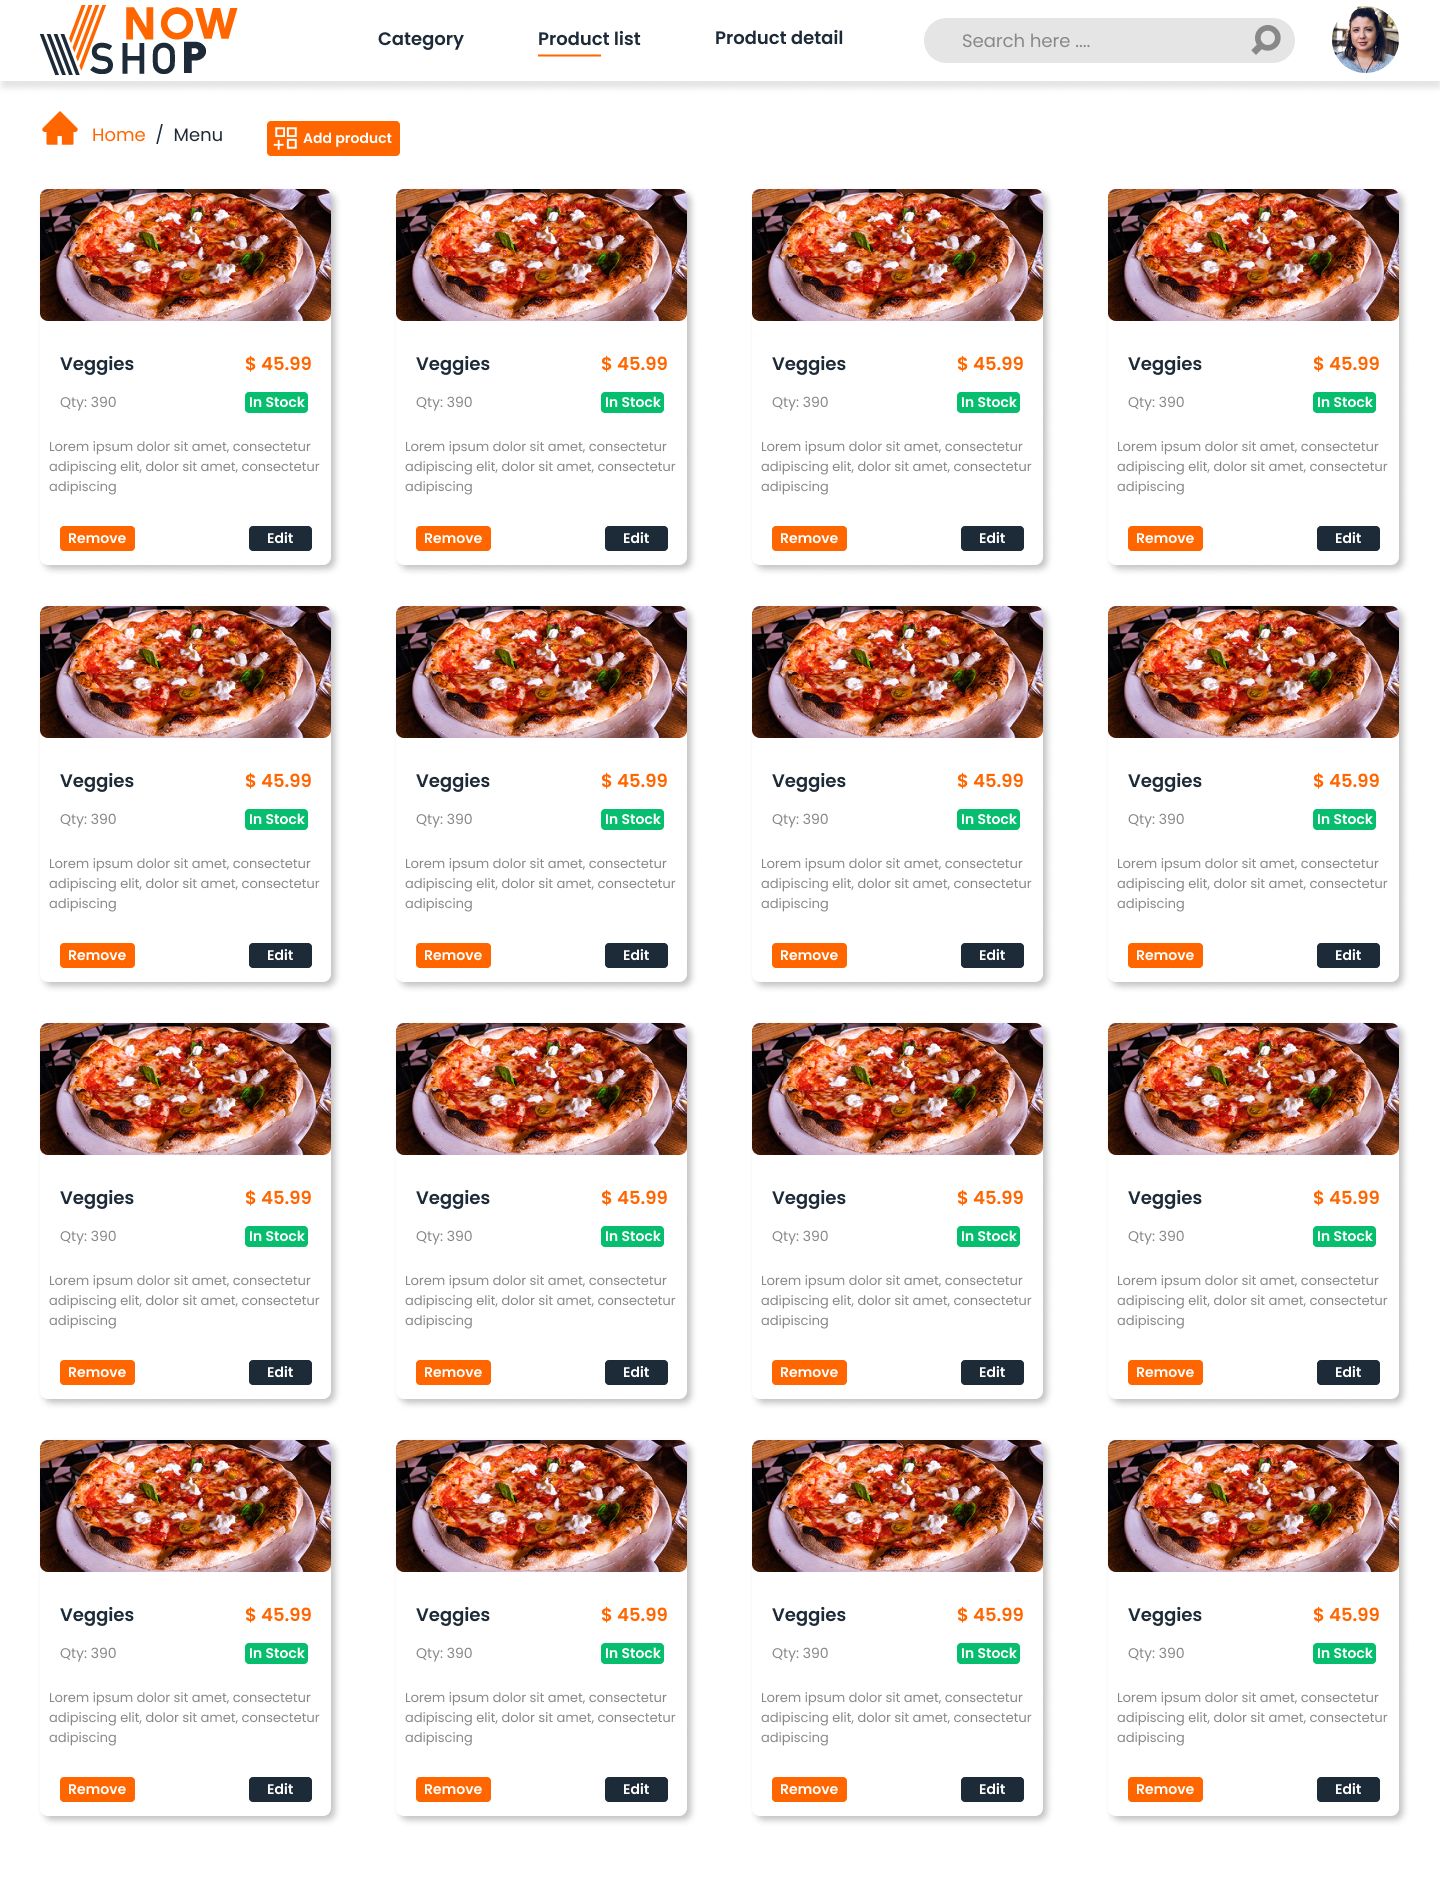 NOW
SHOP
Category
Product list
Product detail
Search here ....
Home / Menu
Add product
Veggies $ 45.99
Qty: 390 In Stock
Lorem ipsum dolor sit amet, consectetur
adipiscing elit, dolor sit amet, consectetur
adipiscing
Remove Edit
Veggies $ 45.99
Qty: 390 In Stock
Lorem ipsum dolor sit amet, consectetur
adipiscing elit, dolor sit amet, consectetur
adipiscing
Remove Edit
Veggies $ 45.99
Qty: 390 In Stock
Lorem ipsum dolor sit amet, consectetur
adipiscing elit, dolor sit amet, consectetur
adipiscing
Remove Edit
Veggies $ 45.99
Qty: 390 In Stock
Lorem ipsum dolor sit amet, consectetur
adipiscing elit, dolor sit amet, consectetur
adipiscing
Remove Edit
Veggies $ 45.99
Qty: 390 In Stock
Lorem ipsum dolor sit amet, consectetur
adipiscing elit, dolor sit amet, consectetur
adipiscing
Remove Edit
Veggies $ 45.99
Qty: 390 In Stock
Lorem ipsum dolor sit amet, consectetur
adipiscing elit, dolor sit amet, consectetur
adipiscing
Remove Edit
Veggies $ 45.99
Qty: 390 In Stock
Lorem ipsum dolor sit amet, consectetur
adipiscing elit, dolor sit amet, consectetur
adipiscing
Remove Edit
Veggies $ 45.99
Qty: 390 In Stock
Lorem ipsum dolor sit amet, consectetur
adipiscing elit, dolor sit amet, consectetur
adipiscing
Remove Edit
Veggies $ 45.99
Qty: 390 In Stock
Lorem ipsum dolor sit amet, consectetur
adipiscing elit, dolor sit amet, consectetur
adipiscing
Remove Edit
Veggies $ 45.99
Qty: 390 In Stock
Lorem ipsum dolor sit amet, consectetur
adipiscing elit, dolor sit amet, consectetur
adipiscing
Remove Edit
Veggies $ 45.99
Qty: 390 In Stock
Lorem ipsum dolor sit amet, consectetur
adipiscing elit, dolor sit amet, consectetur
adipiscing
Remove Edit
Veggies $ 45.99
Qty: 390 In Stock
Lorem ipsum dolor sit amet, consectetur
adipiscing elit, dolor sit amet, consectetur
adipiscing
Remove Edit
Veggies $ 45.99
Qty: 390 In Stock
Lorem ipsum dolor sit amet, consectetur
adipiscing elit, dolor sit amet, consectetur
adipiscing
Remove Edit
Veggies $ 45.99
Qty: 390 In Stock
Lorem ipsum dolor sit amet, consectetur
adipiscing elit, dolor sit amet, consectetur
adipiscing
Remove Edit
Veggies $ 45.99
Qty: 390 In Stock
Lorem ipsum dolor sit amet, consectetur
adipiscing elit, dolor sit amet, consectetur
adipiscing
Remove Edit
Veggies $ 45.99
Qty: 390 In Stock
Lorem ipsum dolor sit amet, consectetur
adipiscing elit, dolor sit amet, consectetur
adipiscing
Remove Edit